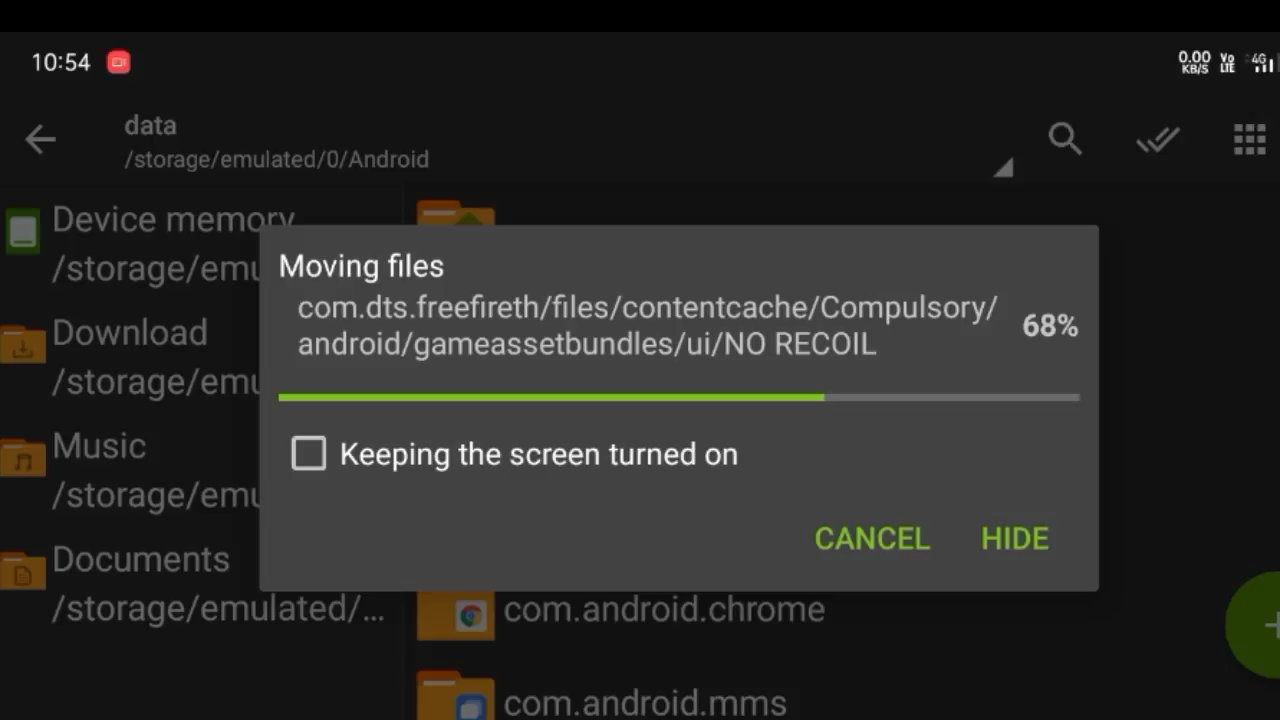 10:54
0.00
KB/S
Vo
LTE
4G
data
/storage/emulated/0/Android
Device memory
/storage/emu
Download
/storage/emu
Music
/storage/emu
Documents
/storage/emulated/...
Moving files
com.dts.freefireth/files/contentcache/Compulsory/
android/gameassetbundles/ui/NO RECOIL
68%
Keeping the screen turned on
CANCEL HIDE
com.android.chrome
com.android.mms